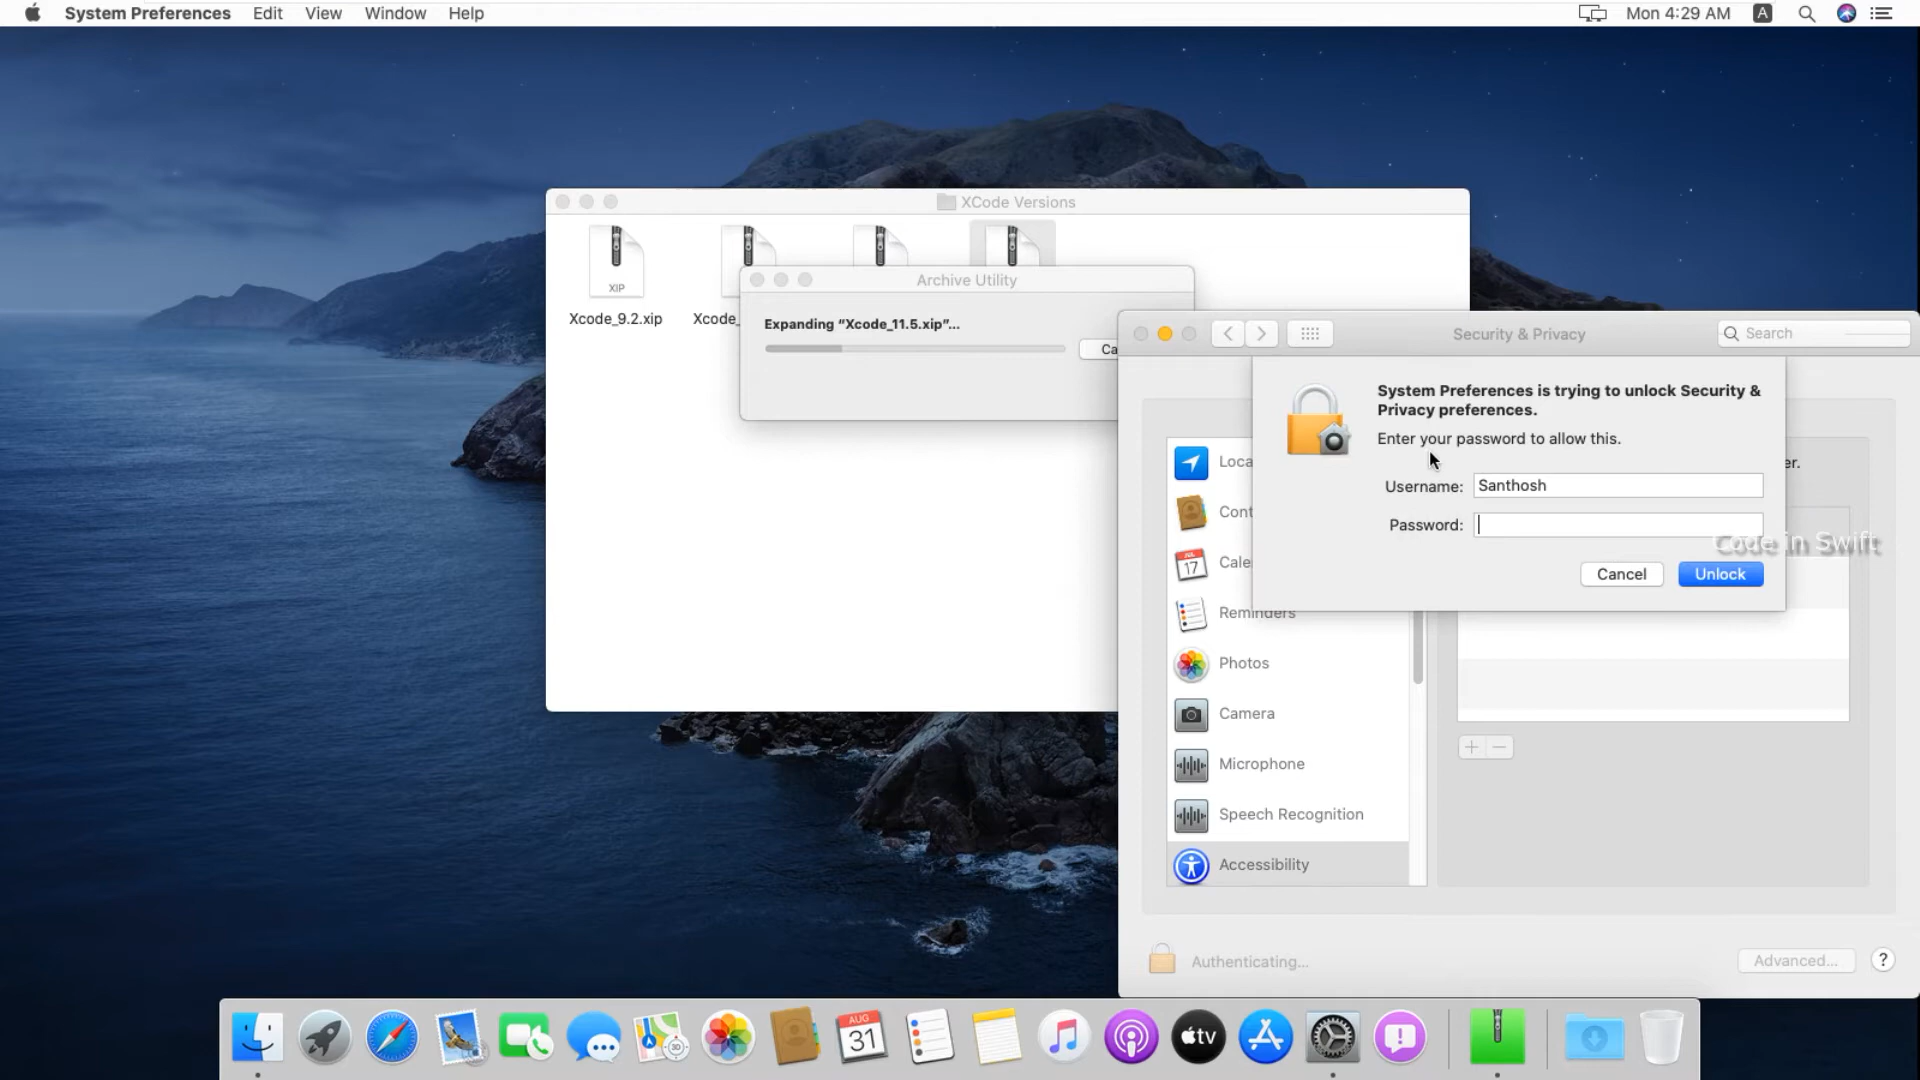 System Preferences Edit View Window Help
Mon 4:29 AM A
XCode Versions
XIP
Xcode_9.2.xip
Xcode_
Archive Utility
Expanding “Xcode_11.5.xip”...
Ca
Security & Privacy
Search
System Preferences is trying to unlock Security &
Privacy preferences.
Enter your password to allow this.
Username: Santhosh
Password:
Cancel Unlock
Code in Swift
Loca
er.
Cont
JUL
17
Cale
Reminders
Photos
Camera
Microphone
Speech Recognition
Accessibility
+ −
Authenticating...
Advanced...
?
3D
AUG
31
tv